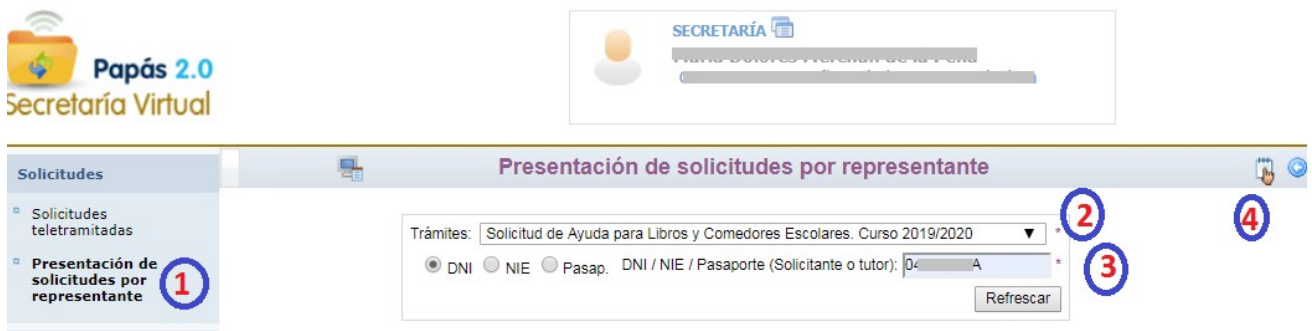 Papás 2.0
Secretaría Virtual
SECRETARÍA
Solicitudes
Presentación de solicitudes por representante
Solicitudes
teletramitadas
Presentación de
solicitudes por
representante
1
Trámites: Solicitud de Ayuda para Libros y Comedores Escolares. Curso 2019/2020 ▼ *
2
DNI NIE Pasap. DNI / NIE / Pasaporte (Solicitante o tutor): 04 A *
3
Refrescar
4